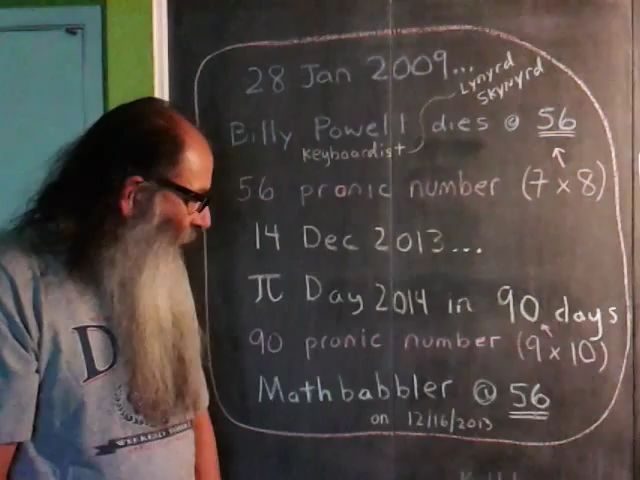 28 Jan 2009...
Lynyrd
Skynyrd
Billy Powell dies @ 56
Keyboardist
56 pronic number (7 x 8)
14 Dec 2013...
π Day 2014 in 90 days
90 pronic number (9 x 10)
Mathbabbler @ 56
on 12/16/2013
D